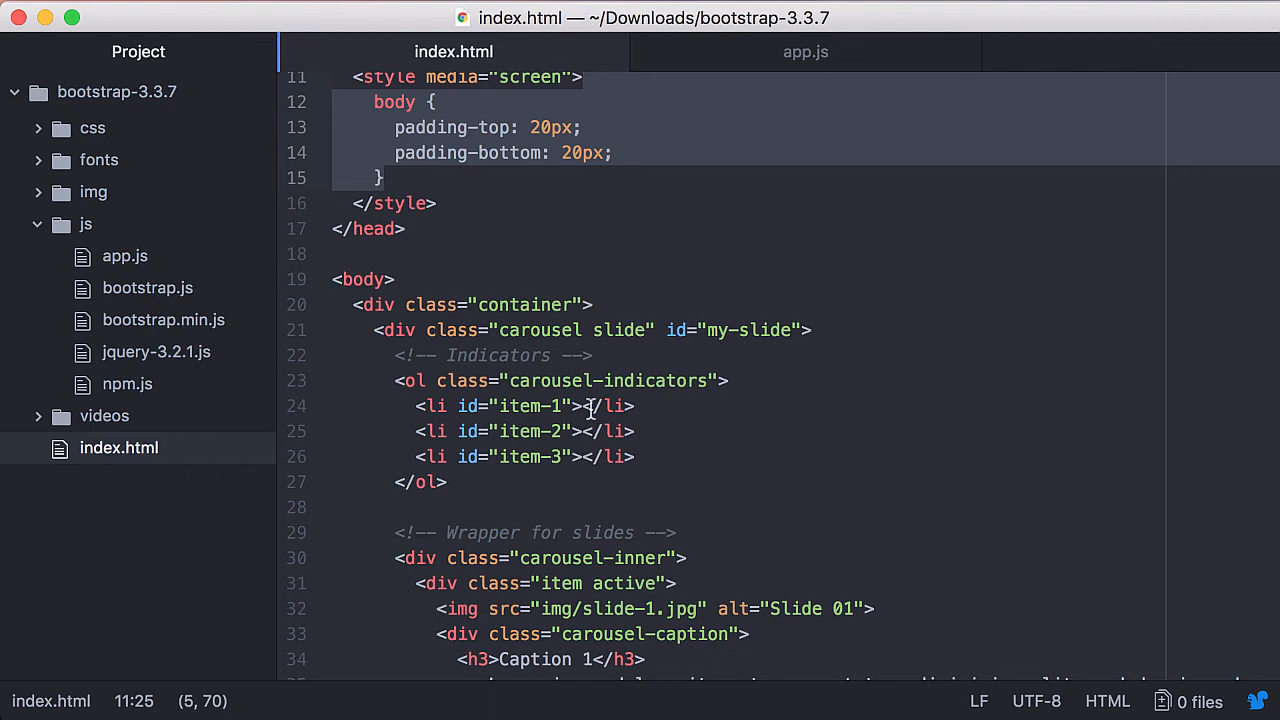 index.html — ~/Downloads/bootstrap-3.3.7
Project
index.html
app.js
bootstrap-3.3.7
css
fonts
img
js
app.js
bootstrap.js
bootstrap.min.js
jquery-3.2.1.js
npm.js
videos
index.html
11 <style media="screen">
12 body {
13 padding-top: 20px;
14 padding-bottom: 20px;
15 }
16 </style>
17 </head>
18
19 <body>
20 <div class="container">
21 <div class="carousel slide" id="my-slide">
22 <!-- Indicators -->
23 <ol class="carousel-indicators">
24 <li id="item-1"></li>
25 <li id="item-2"></li>
26 <li id="item-3"></li>
27 </ol>
28
29 <!-- Wrapper for slides -->
30 <div class="carousel-inner">
31 <div class="item active">
32 <img src="img/slide-1.jpg" alt="Slide 01">
33 <div class="carousel-caption">
34 <h3>Caption 1</h3>
index.html 11:25 (5, 70) LF UTF-8 HTML 0 files